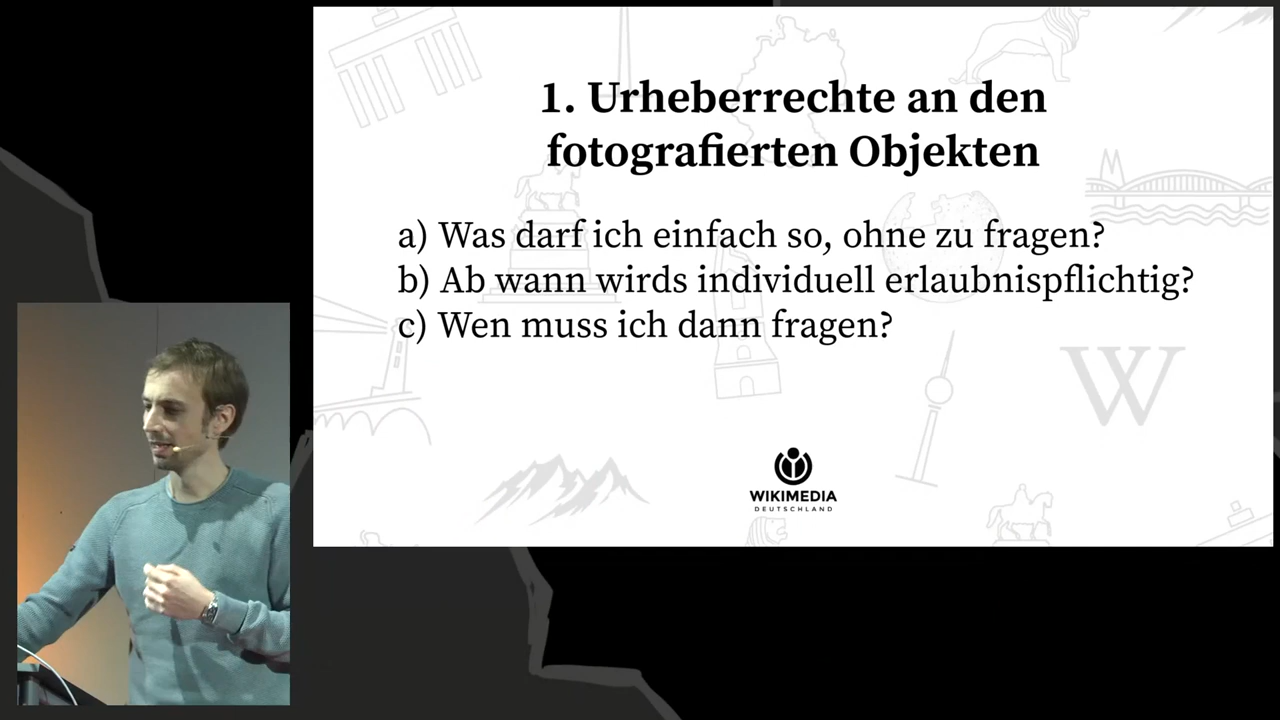 1. Urheberrechte an den
fotografierten Objekten
a) Was darf ich einfach so, ohne zu fragen?
b) Ab wann wirds individuell erlaubnispflichtig?
c) Wen muss ich dann fragen?
W
WIKIMEDIA
DEUTSCHLAND